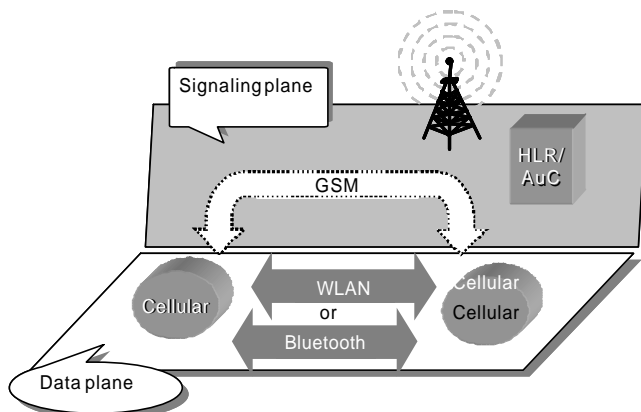 Signaling plane
HLR/
AuC
GSM
Cellular
WLAN
or
Bluetooth
Cellular
Cellular
Data plane